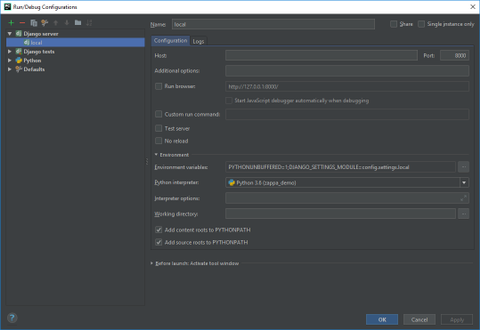 Run/Debug Configurations
Name: local
Share
Single instance only
Django server
local
Django tests
Python
Defaults
Configuration
Logs
Host:
Port: 8000
Additional options:
Run browser
http://127.0.0.1:8000/
Start JavaScript debugger automatically when debugging
Custom run command:
Test server
No reload
Environment
Environment variables: PYTHONUNBUFFERED=1;DJANGO_SETTINGS_MODULE=config.settings.local
Python interpreter: Python 3.6 (zappa_demo)
Interpreter options:
Working directory:
Add content roots to PYTHONPATH
Add source roots to PYTHONPATH
Before launch: Activate tool window
OK
Cancel
Apply